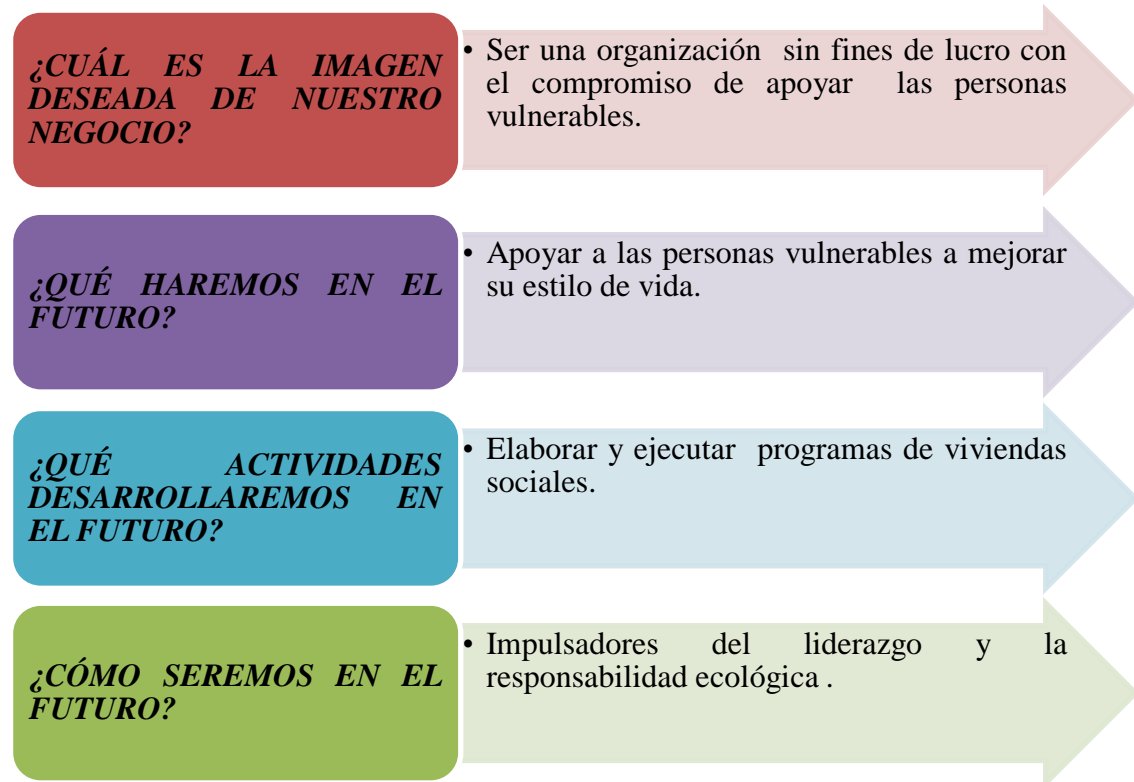 ¿CUÁL ES LA IMAGEN
DESEADA DE NUESTRO
NEGOCIO?
• Ser una organización sin fines de lucro con
el compromiso de apoyar las personas
vulnerables.
¿QUÉ HAREMOS EN EL
FUTURO?
• Apoyar a las personas vulnerables a mejorar
su estilo de vida.
¿QUÉ ACTIVIDADES
DESARROLLAREMOS EN
EL FUTURO?
• Elaborar y ejecutar programas de viviendas
sociales.
¿CÓMO SEREMOS EN EL
FUTURO?
• Impulsadores del liderazgo y la
responsabilidad ecológica .